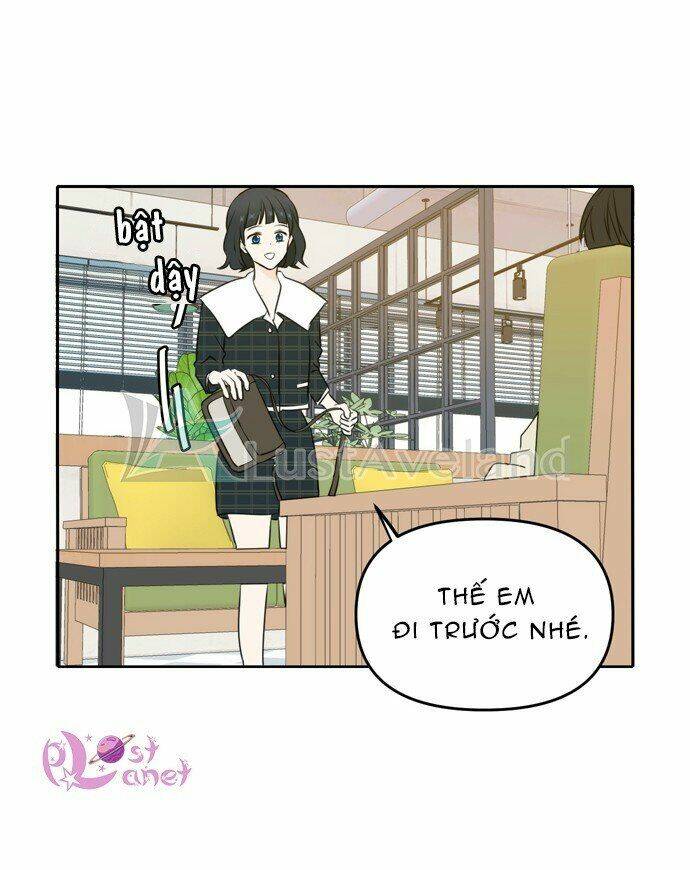 bật
dậy
LustAveland
THẾ EM
ĐI TRƯỚC NHÉ.
Lost
Planet